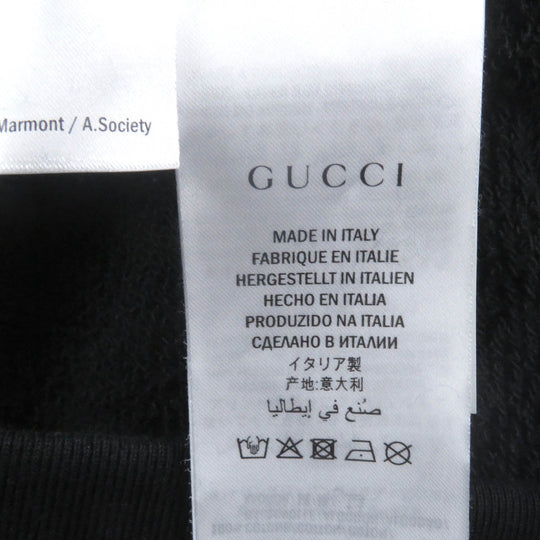 Marmont / A.Society
GUCCI
MADE IN ITALY
FABRIQUE EN ITALIE
HERGESTELLT IN ITALIEN
HECHO EN ITALIA
PRODUZIDO NA ITALIA
СДЕЛАНО В ИТАЛИИ
イタリア製
产地:意大利
صُنع في إيطاليا